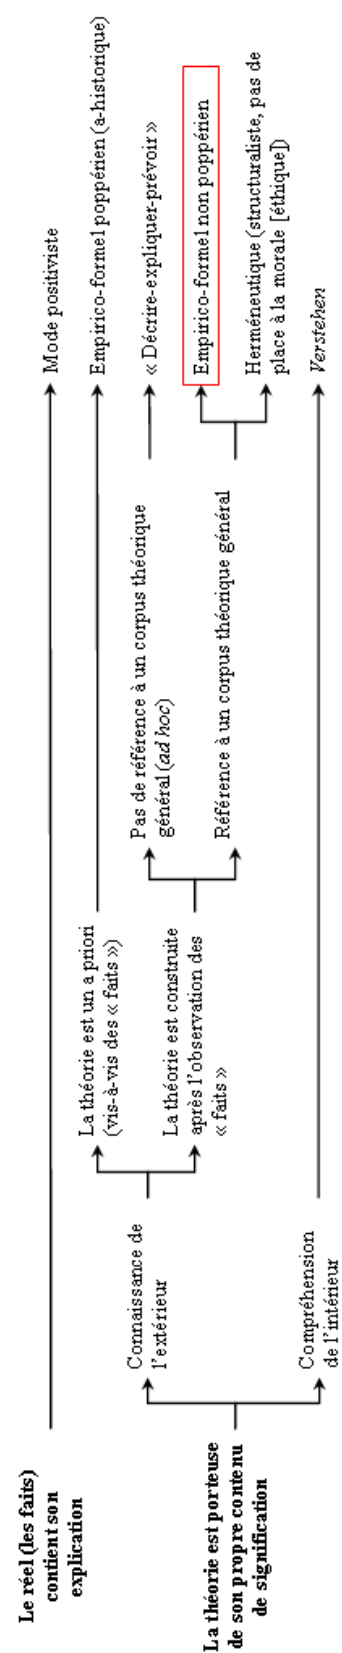 Le réel (les faits)
contient son
explication
Mode positiviste
La théorie est porteuse
de son propre contenu
de signification
Connaissance de
l'extérieur
La théorie est un a priori
(vis-à-vis des « faits »)
Empirico-formel poppérien (a-historique)
La théorie est construite
après l'observation des
« faits »
Pas de référence à un corpus théorique
général (ad hoc)
« Décrire-expliquer-prévoir »
Référence à un corpus théorique général
Empirico-formel non poppérien
Herméneutique (structuraliste, pas de
place à la morale [éthique])
Compréhension
de l'intérieur
Verstehen